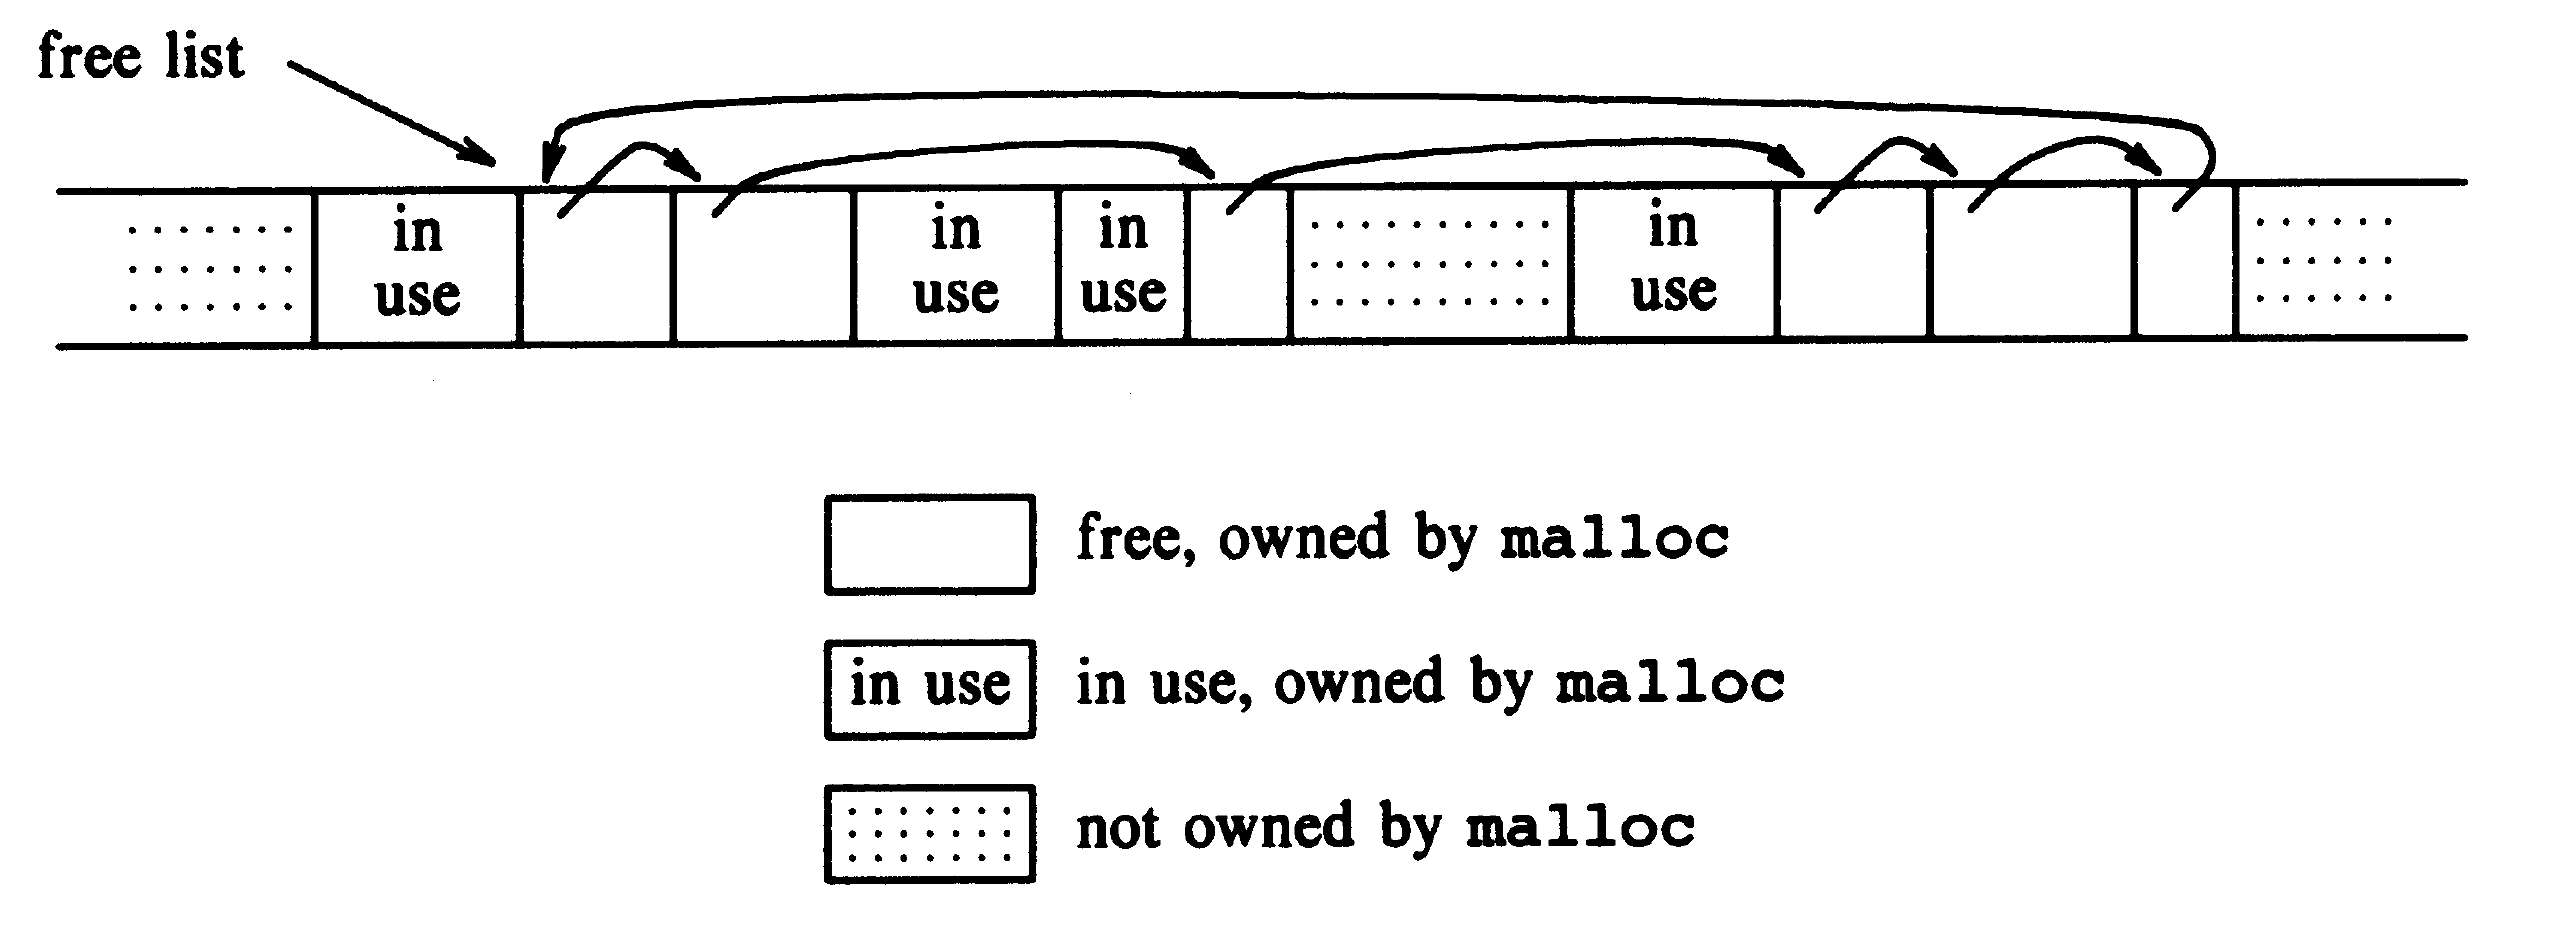 free list
in
use
in
use
in
use
in
use
free, owned by malloc
in use
in use, owned by malloc
not owned by malloc